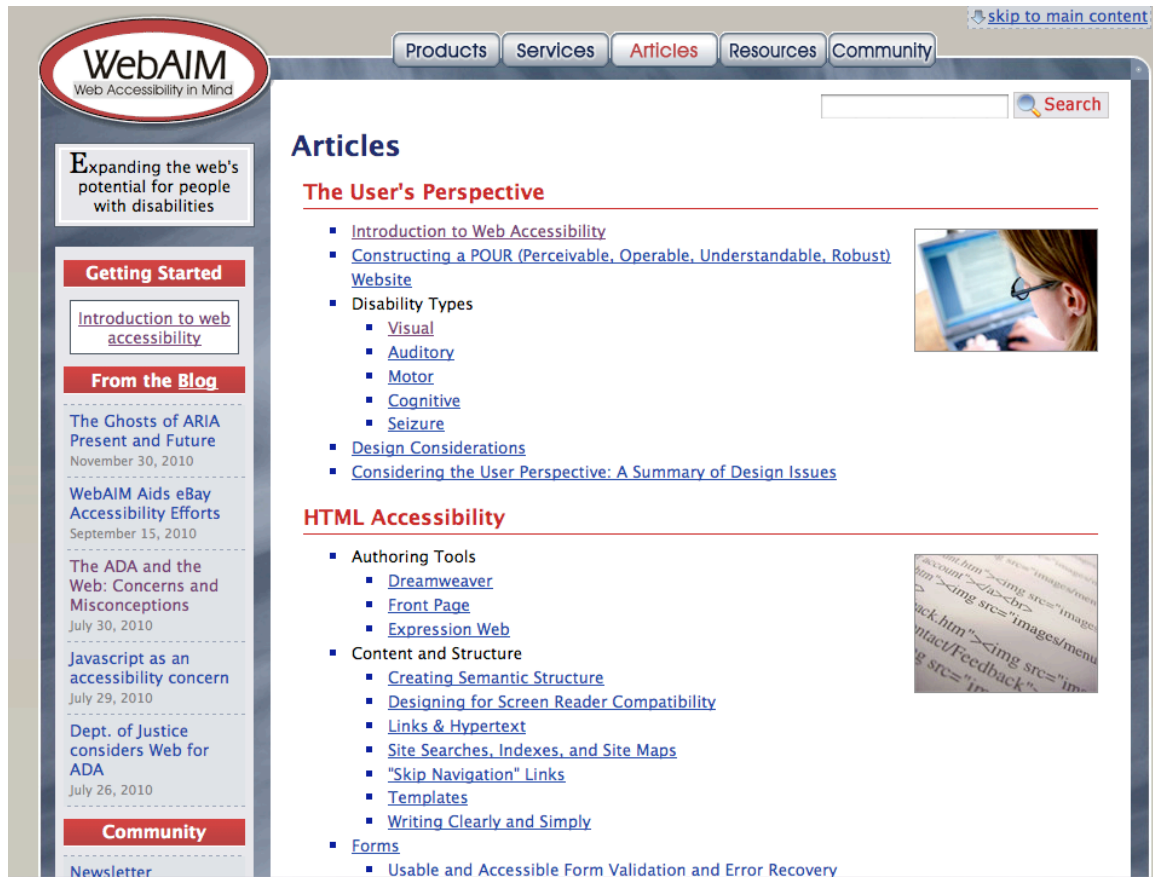 skip to main content
WebAIM
Web Accessibility in Mind
Products Services Articles Resources Community
Search
Expanding the web's
potential for people
with disabilities
Getting Started
Introduction to web
accessibility
From the Blog
The Ghosts of ARIA
Present and Future
November 30, 2010
WebAIM Aids eBay
Accessibility Efforts
September 15, 2010
The ADA and the
Web: Concerns and
Misconceptions
July 30, 2010
Javascript as an
accessibility concern
July 29, 2010
Dept. of Justice
considers Web for
ADA
July 26, 2010
Community
Newsletter
Articles
The User's Perspective
Introduction to Web Accessibility
Constructing a POUR (Perceivable, Operable, Understandable, Robust)
Website
Disability Types
Visual
Auditory
Motor
Cognitive
Seizure
Design Considerations
Considering the User Perspective: A Summary of Design Issues
HTML Accessibility
Authoring Tools
Dreamweaver
Front Page
Expression Web
Content and Structure
Creating Semantic Structure
Designing for Screen Reader Compatibility
Links & Hypertext
Site Searches, Indexes, and Site Maps
"Skip Navigation" Links
Templates
Writing Clearly and Simply
Forms
Usable and Accessible Form Validation and Error Recovery